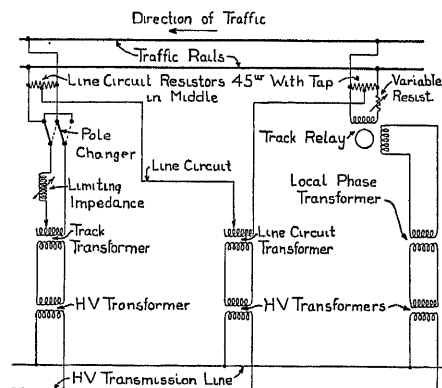 Direction of Traffic
Traffic Rails
Line Circuit Resistors 45ω With Tap
in Middle
Variable
Resist.
Pole
Changer
Track Relay
Line Circuit
Limiting
Impedance
Local Phase
Transformer
Track
Transformer
Line Circuit
Transformer
HV Transformer
HV Transformers
HV Transmission Line